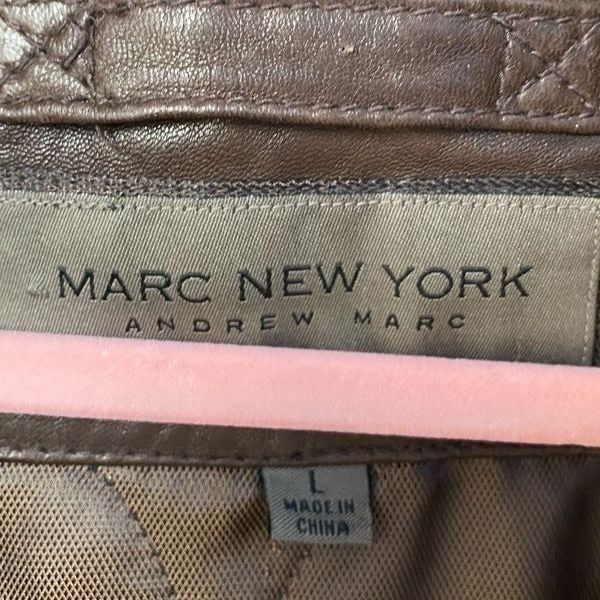 MARC NEW YORK
ANDREW MARC
L
MADE IN
CHINA